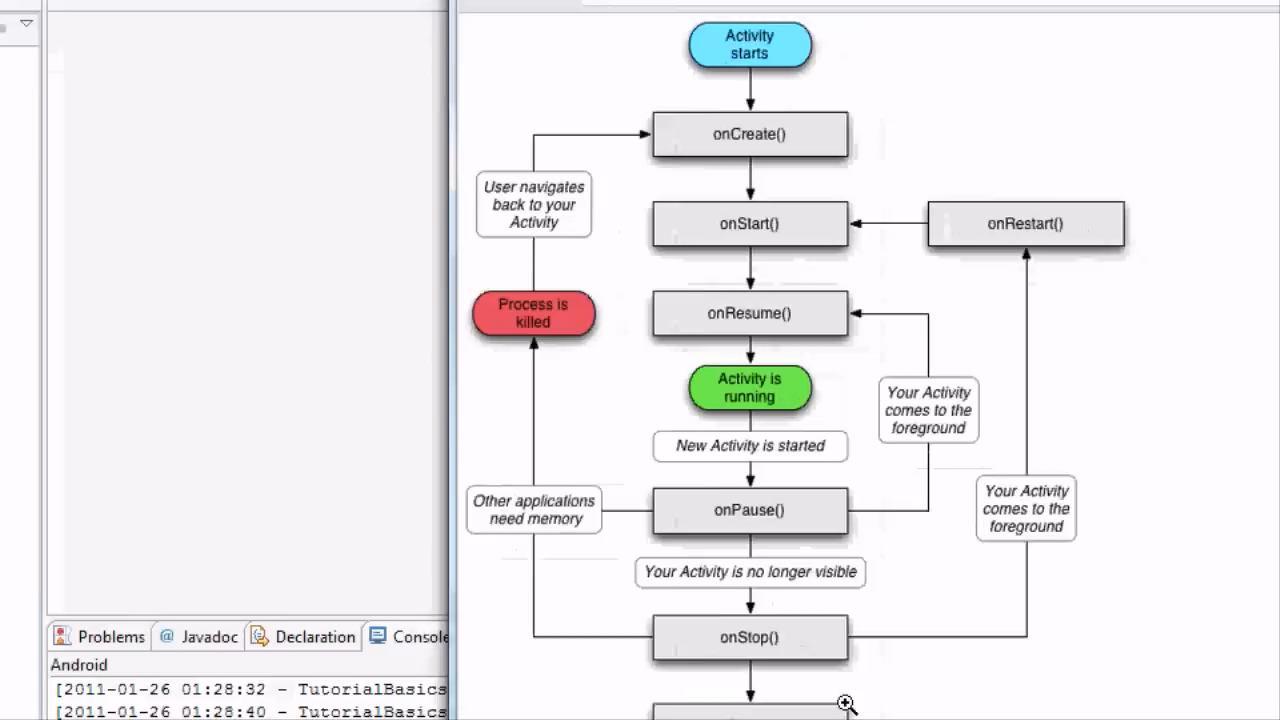 Activity
starts
onCreate()
User navigates
back to your
Activity
onStart()
onRestart()
Process is
killed
onResume()
Activity is
running
Your Activity
comes to the
foreground
New Activity is started
Other applications
need memory
onPause()
Your Activity
comes to the
foreground
Your Activity is no longer visible
onStop()
Problems
Javadoc
Declaration
Console
Android
[2011-01-26 01:28:32 - TutorialBasics
[2011-01-26 01:28:40 - TutorialBasics